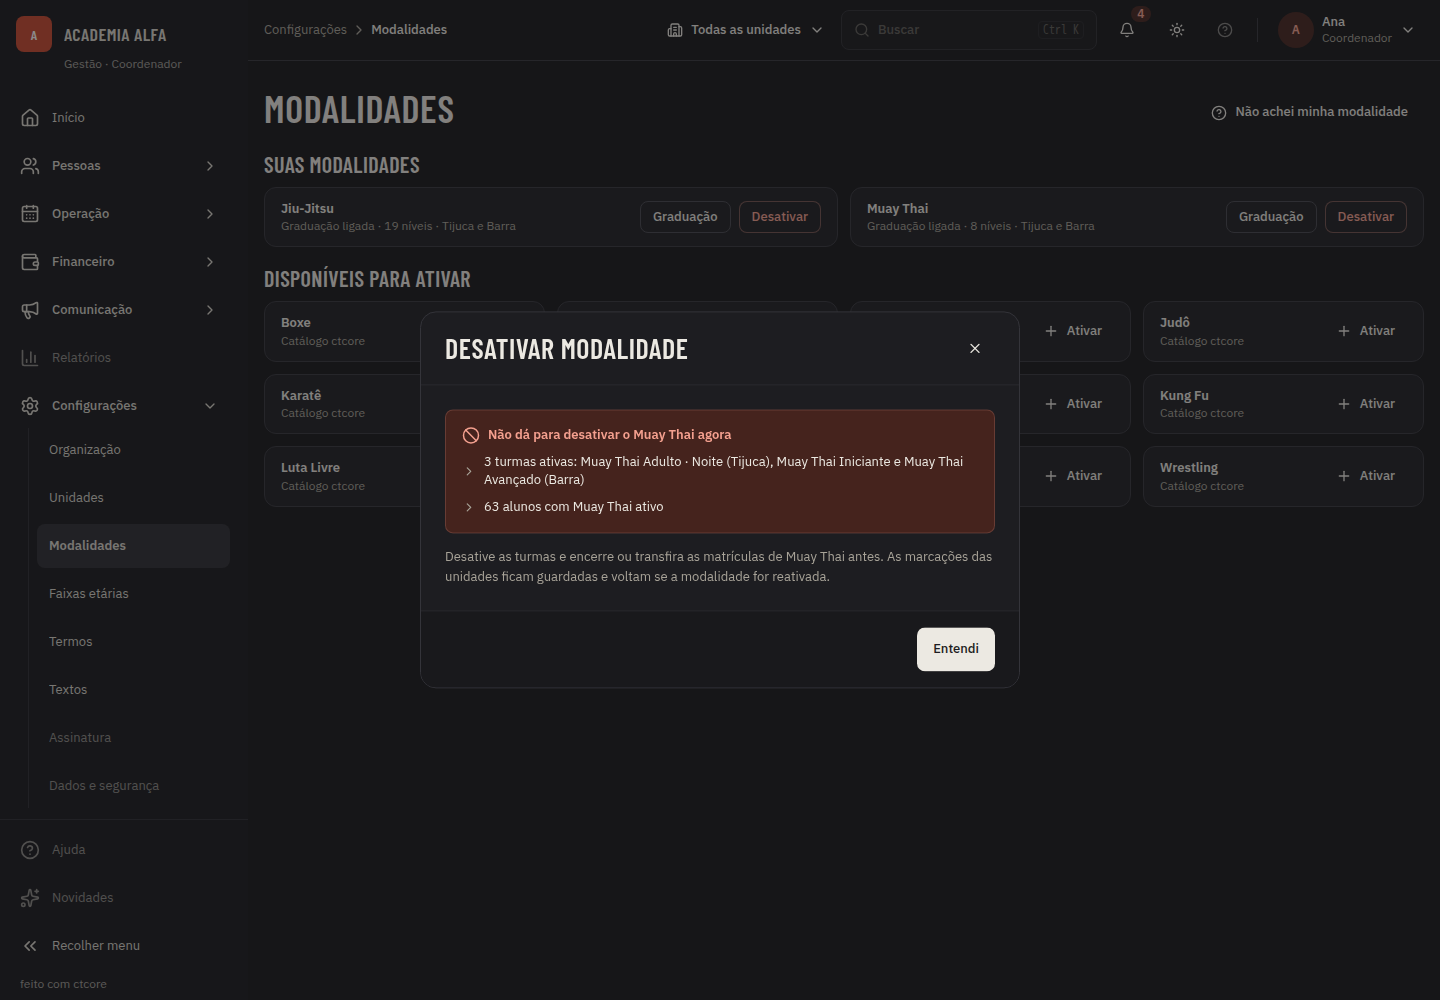 A
ACADEMIA ALFA
Gestão · Coordenador
Início
Pessoas
Operação
Financeiro
Comunicação
Relatórios
Configurações
Organização
Unidades
Modalidades
Faixas etárias
Termos
Textos
Assinatura
Dados e segurança
Ajuda
Novidades
Recolher menu
feito com ctcore
Configurações > Modalidades
Todas as unidades
Buscar
Ctrl K
4
A
Ana
Coordenador
MODALIDADES
Não achei minha modalidade
SUAS MODALIDADES
Jiu-Jitsu
Graduação ligada · 19 níveis · Tijuca e Barra
Graduação
Desativar
Muay Thai
Graduação ligada · 8 níveis · Tijuca e Barra
Graduação
Desativar
DISPONÍVEIS PARA ATIVAR
Boxe
Catálogo ctcore
Ativar
Judô
Catálogo ctcore
Ativar
Karatê
Catálogo ctcore
Ativar
Kung Fu
Catálogo ctcore
Ativar
Luta Livre
Catálogo ctcore
Ativar
Wrestling
Catálogo ctcore
Ativar
DESATIVAR MODALIDADE
Não dá para desativar o Muay Thai agora
3 turmas ativas: Muay Thai Adulto · Noite (Tijuca), Muay Thai Iniciante e Muay Thai
Avançado (Barra)
63 alunos com Muay Thai ativo
Desative as turmas e encerre ou transfira as matrículas de Muay Thai antes. As marcações das
unidades ficam guardadas e voltam se a modalidade for reativada.
Entendi